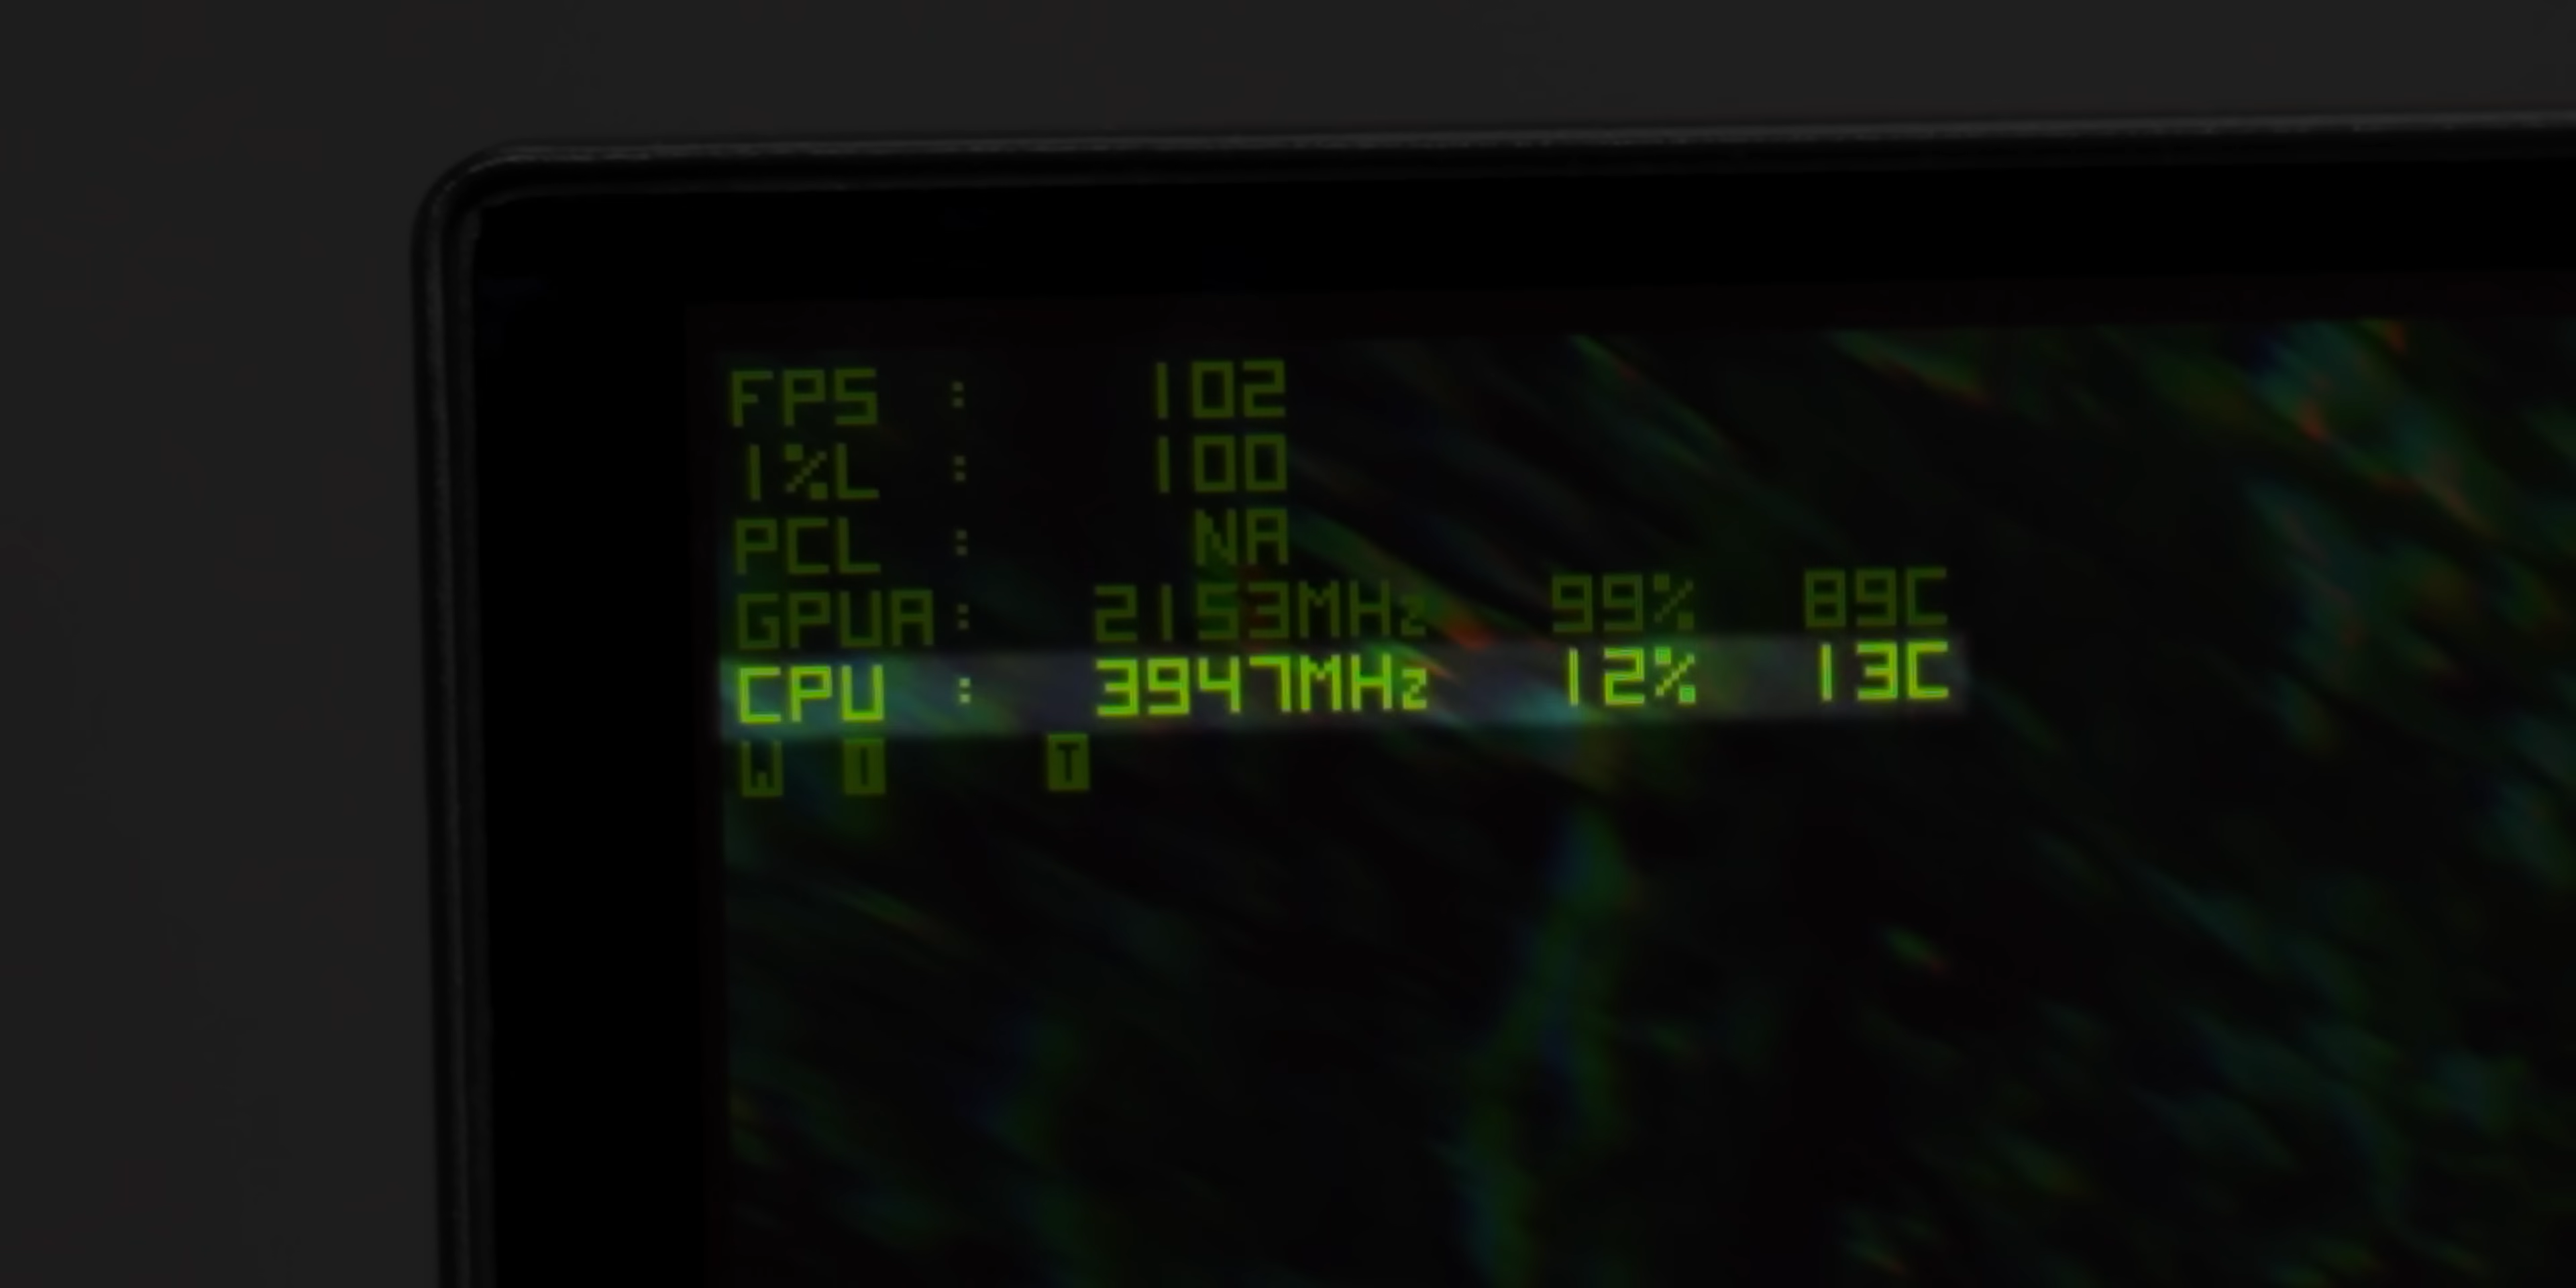 FPS : 102
1%L : 100
PCL : NA
GPUA: 2153MHz 99% 89C
CPU : 3947MHz 12% 13C
W I T